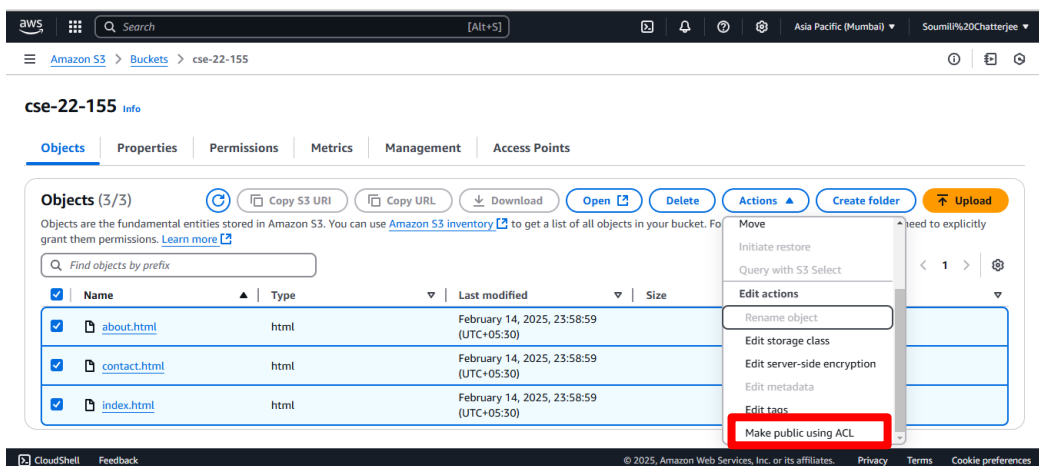 aws Search [Alt+S] Asia Pacific (Mumbai) ▼ Soumili%20Chatterjee ▼
Amazon S3 > Buckets > cse-22-155
cse-22-155 Info
Objects Properties Permissions Metrics Management Access Points
Objects (3/3) Copy S3 URI Copy URL Download Open Delete Actions ▲ Create folder Upload
Objects are the fundamental entities stored in Amazon S3. You can use Amazon S3 inventory to get a list of all objects in your bucket. Fo
need to explicitly
grant them permissions. Learn more
Find objects by prefix < 1 >
Name ▲ Type ▽ Last modified ▽ Size ▽
about.html html February 14, 2025, 23:58:59
(UTC+05:30)
contact.html html February 14, 2025, 23:58:59
(UTC+05:30)
index.html html February 14, 2025, 23:58:59
(UTC+05:30)
Move
Initiate restore
Query with S3 Select
Edit actions
Rename object
Edit storage class
Edit server-side encryption
Edit metadata
Edit tags
Make public using ACL
CloudShell Feedback © 2025, Amazon Web Services, Inc. or its affiliates. Privacy Terms Cookie preferences